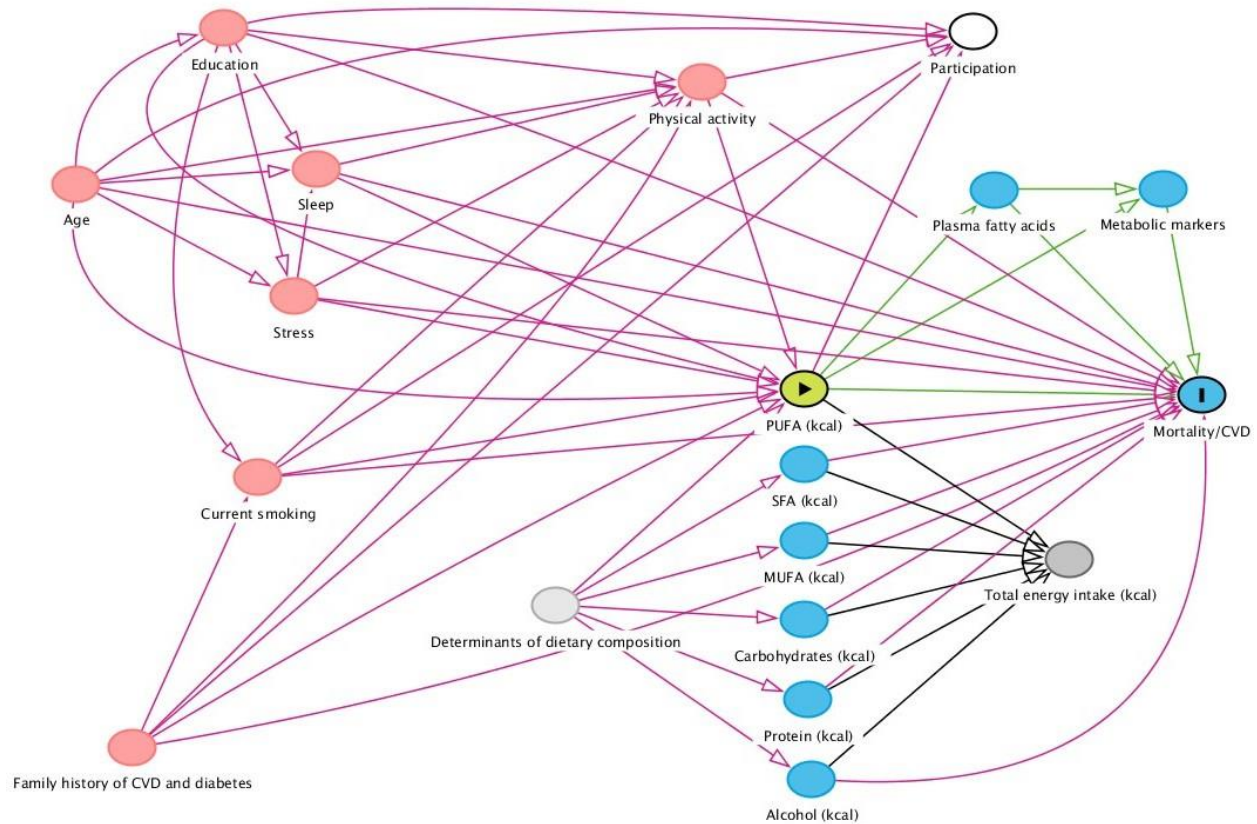 Education
Participation
Physical activity
Age
Sleep
Plasma fatty acids
Metabolic markers
Stress
PUFA (kcal)
Mortality/CVD
SFA (kcal)
Current smoking
MUFA (kcal)
Total energy intake (kcal)
Determinants of dietary composition
Carbohydrates (kcal)
Protein (kcal)
Family history of CVD and diabetes
Alcohol (kcal)